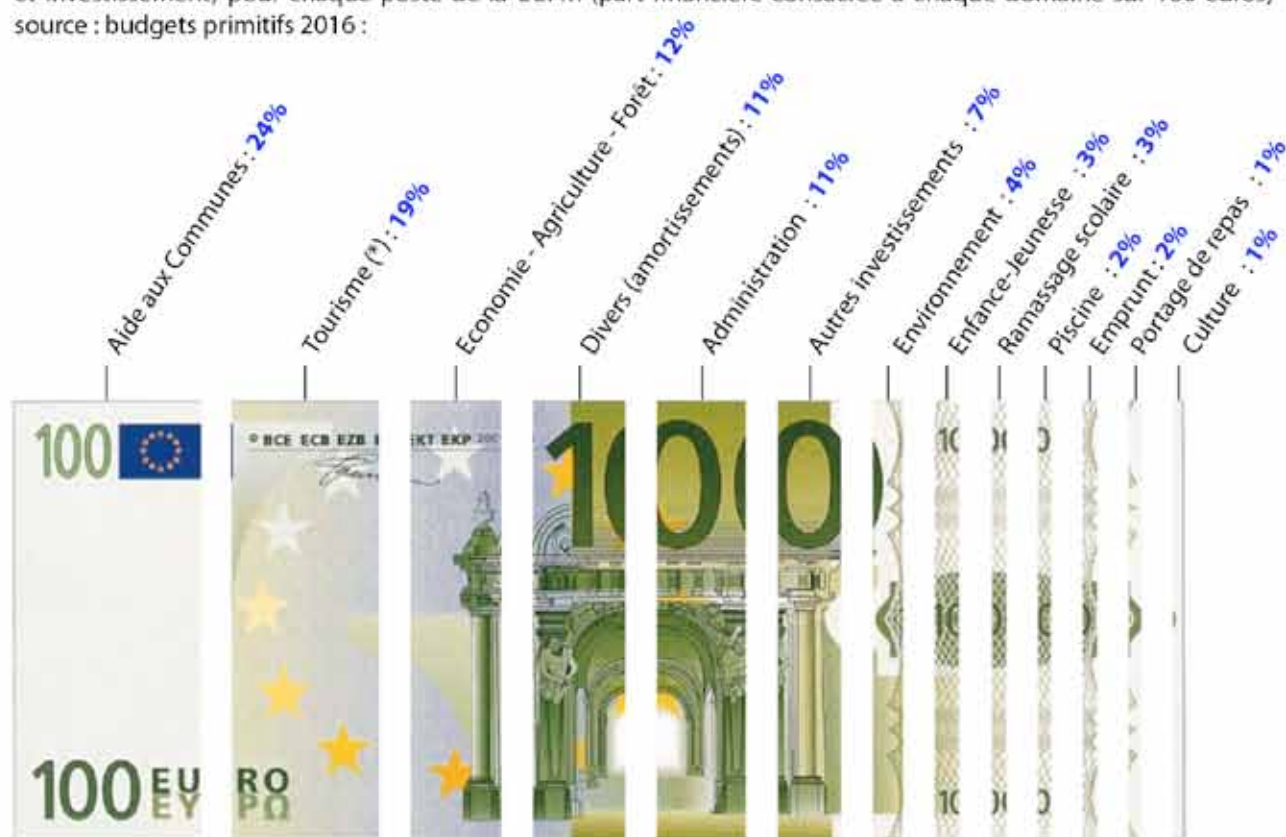 source : budgets primitifs 2016 :
Aide aux Communes : 24%
Tourisme (*) : 19%
Economie - Agriculture - Forêt : 12%
Divers (amortissements) : 11%
Administration : 11%
Autres investissements : 7%
Environnement : 4%
Enfance-Jeunesse : 3%
Ramassage scolaire : 3%
Piscine : 2%
Emprunt : 2%
Portage de repas : 1%
Culture : 1%
100
© BCE ECB EZB EKT EKP
100
100 EURO
ΕΥΡΩ